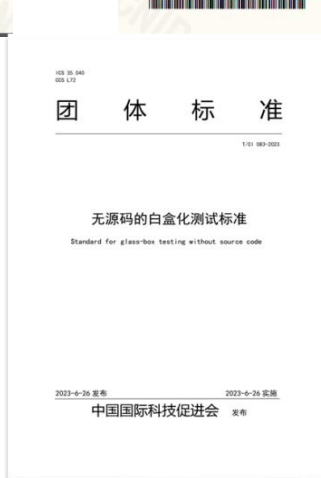 ICS 35 040
CCS L72
团 体 标 准
T/CI 083-2023
无源码的白盒化测试标准
Standard for glass-box testing without source code
2023-6-26 发布 2023-6-26 实施
中国国际科技促进会 发布